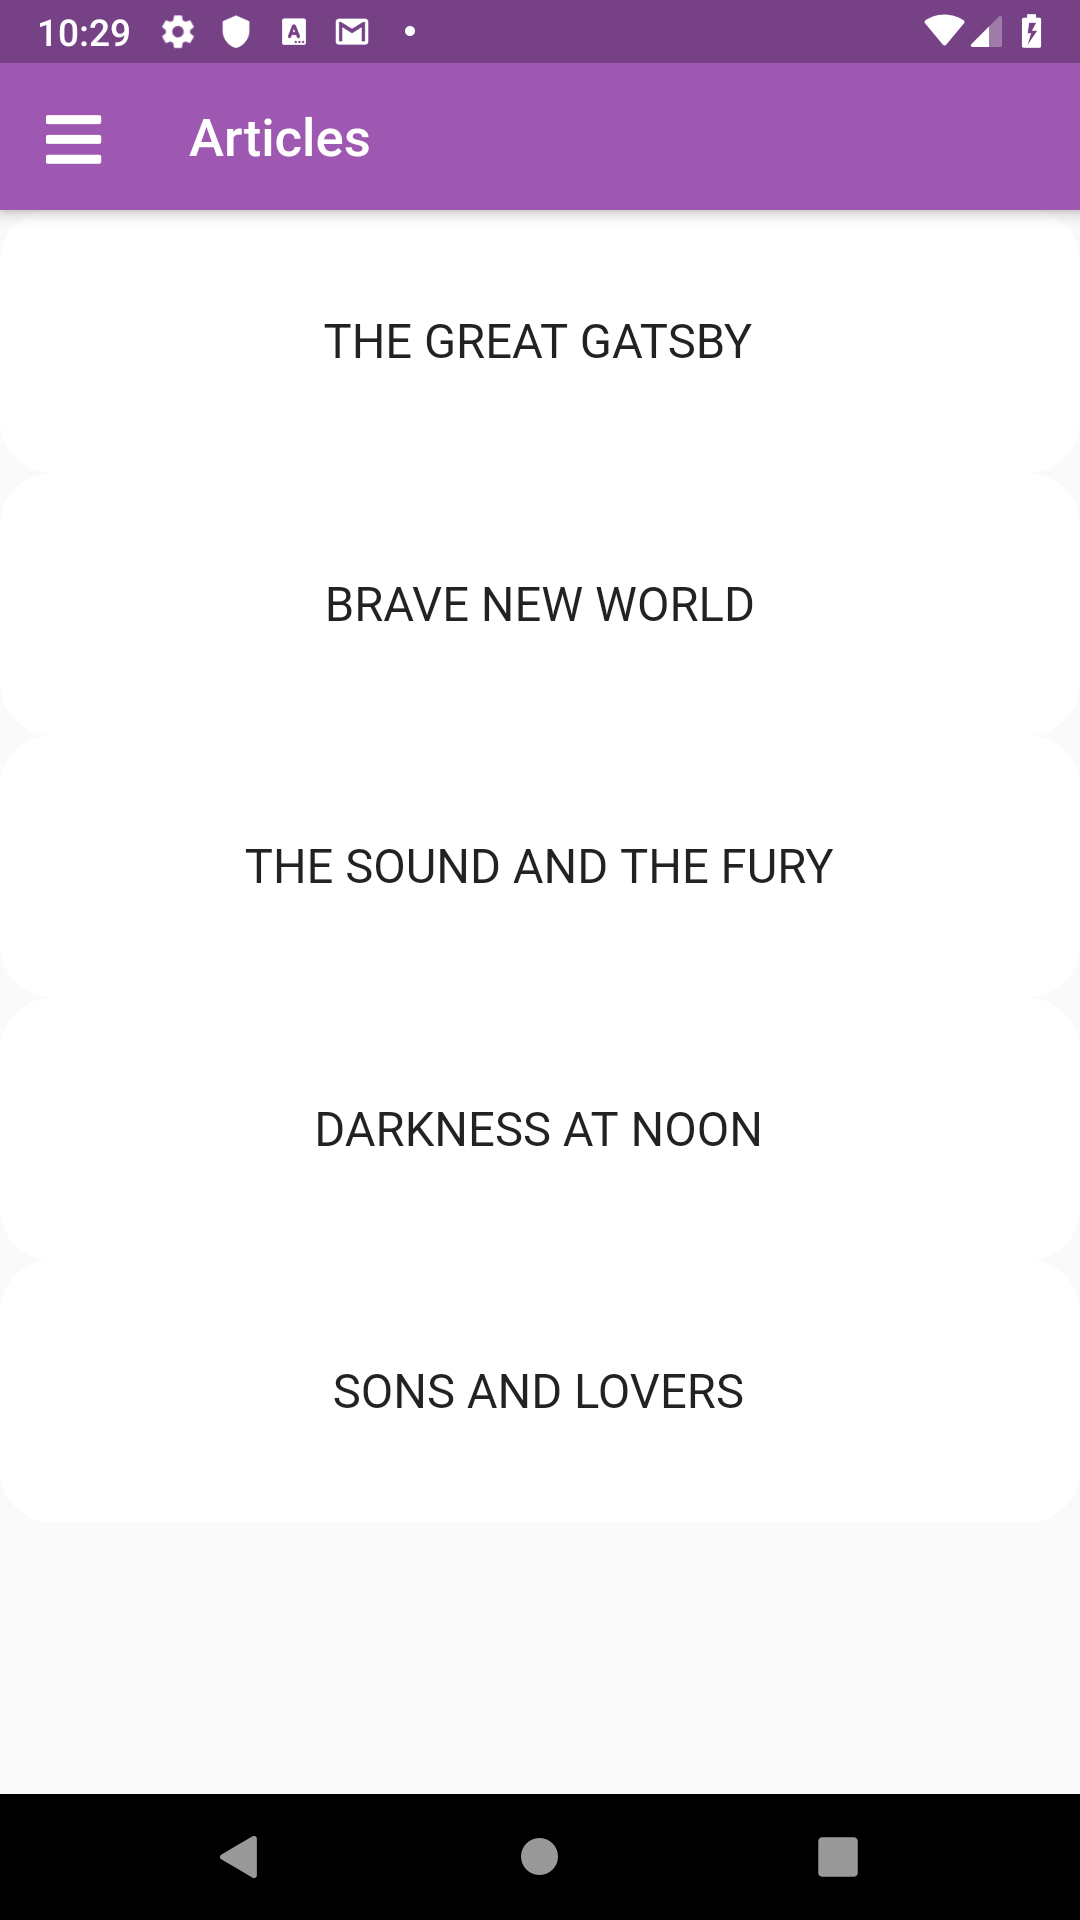 10:29
Articles
THE GREAT GATSBY
BRAVE NEW WORLD
THE SOUND AND THE FURY
DARKNESS AT NOON
SONS AND LOVERS